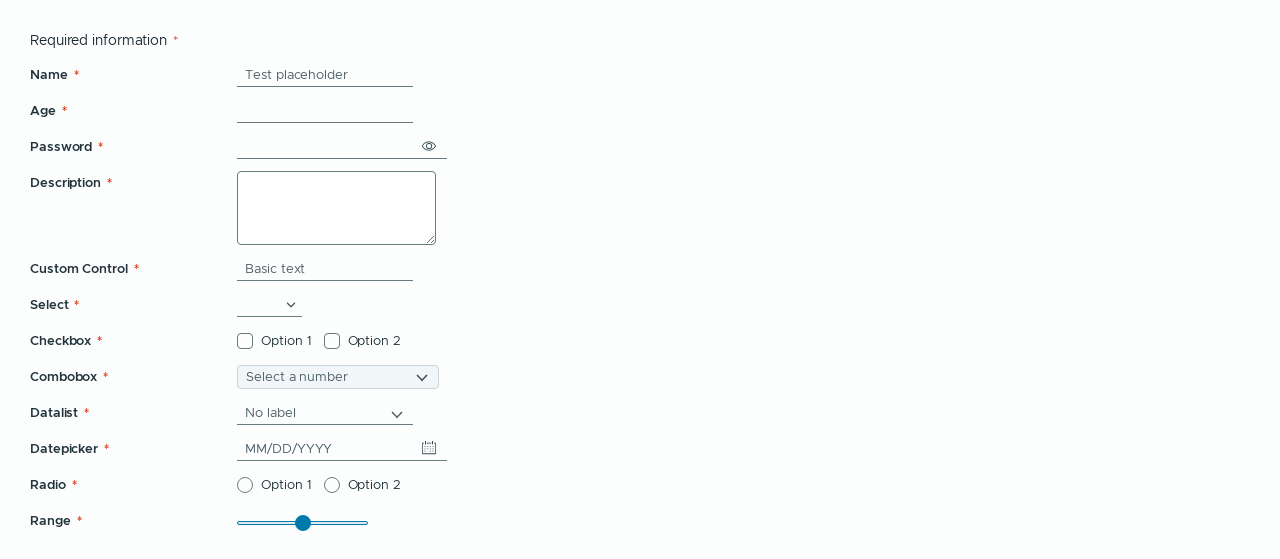 Required information *
Name * Test placeholder
Age *
Password *
Description *
Custom Control * Basic text
Select *
Checkbox * Option 1 Option 2
Combobox * Select a number
Datalist * No label
Datepicker * MM/DD/YYYY
Radio * Option 1 Option 2
Range *